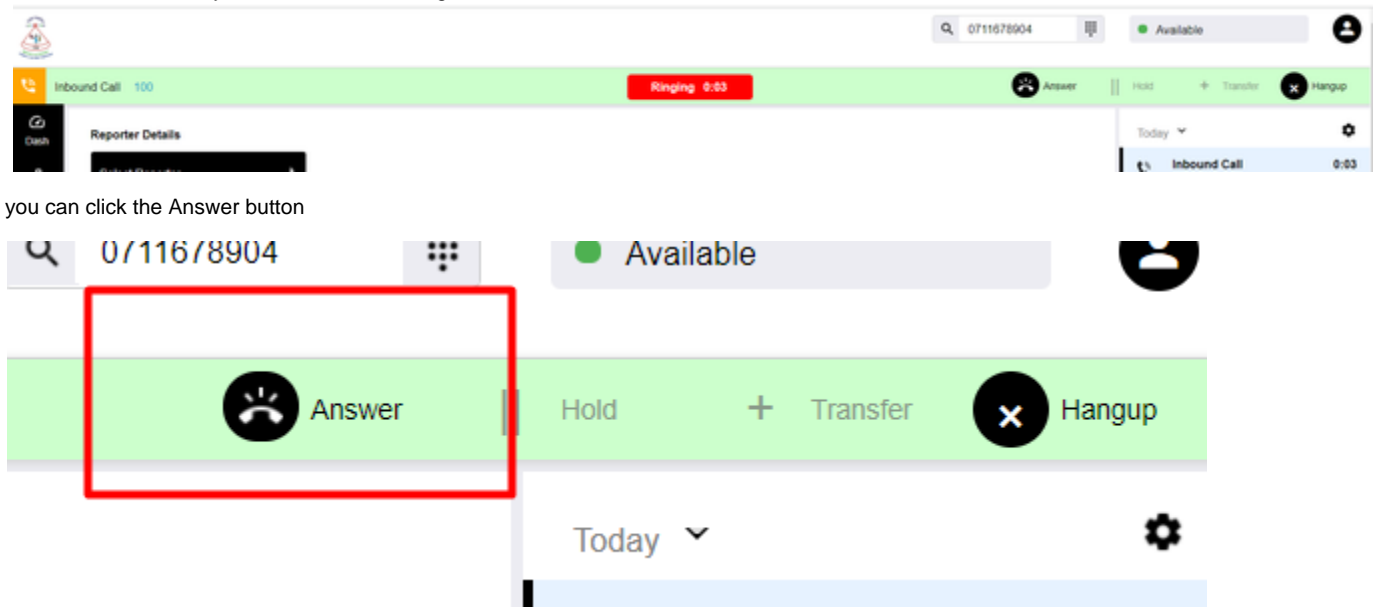 0711678904 Available
Inbound Call 100 Ringing 0:03 Answer Hold + Transfer Hangup
Dash Reporter Details Today
Inbound Call 0:03
you can click the Answer button
0711678904 Available
Answer Hold + Transfer Hangup
Today